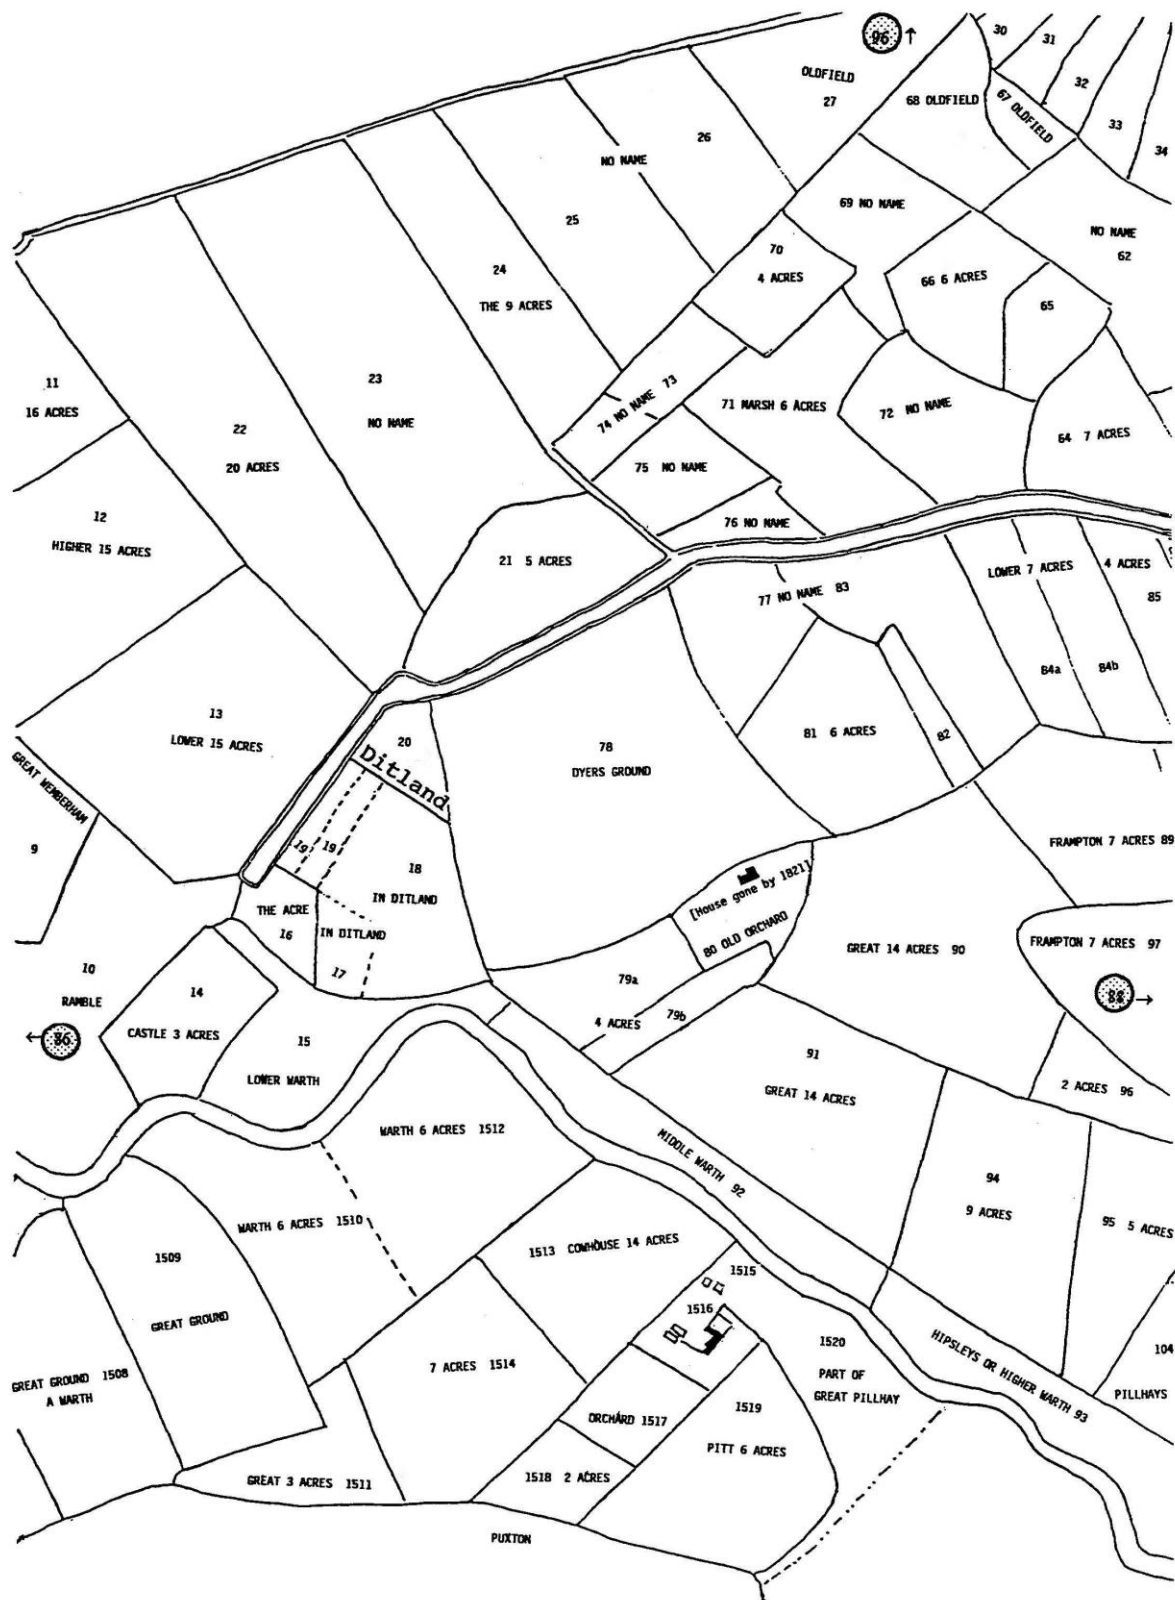 96 ↑
30
31
OLDFIELD
27
68 OLDFIELD
67 OLDFIELD
32
33
34
26
NO NAME
25
69 NO NAME
NO NAME
62
70
4 ACRES
66 6 ACRES
65
24
THE 9 ACRES
11
16 ACRES
23
NO NAME
74 NO NAME 73
71 MARSH 6 ACRES
72 NO NAME
64 7 ACRES
22
20 ACRES
75 NO NAME
12
HIGHER 15 ACRES
76 NO NAME
21 5 ACRES
77 NO NAME 83
LOWER 7 ACRES
4 ACRES
85
84a
84b
13
LOWER 15 ACRES
20
Ditland
78
DYERS GROUND
81 6 ACRES
82
GREAT WEMBERHAM
9
19
19
18
IN DITLAND
FRAMPTON 7 ACRES 89
[House gone by 1821]
80 OLD ORCHARD
THE ACRE
16
IN DITLAND
17
GREAT 14 ACRES 90
FRAMPTON 7 ACRES 97
10
RAMBLE
14
CASTLE 3 ACRES
79a
4 ACRES
79b
88 →
← 86
15
LOWER WARTH
91
GREAT 14 ACRES
2 ACRES 96
WARTH 6 ACRES 1512
MIDDLE WARTH 92
94
9 ACRES
95 5 ACRES
WARTH 6 ACRES 1510
1509
GREAT GROUND
1513 COWHOUSE 14 ACRES
1515
1516
1520
PART OF
GREAT PILLHAY
HIPSLEYS OR HIGHER WARTH 93
104
PILLHAYS
GREAT GROUND 1508
A WARTH
7 ACRES 1514
ORCHARD 1517
1519
PITT 6 ACRES
GREAT 3 ACRES 1511
1518 2 ACRES
PUXTON